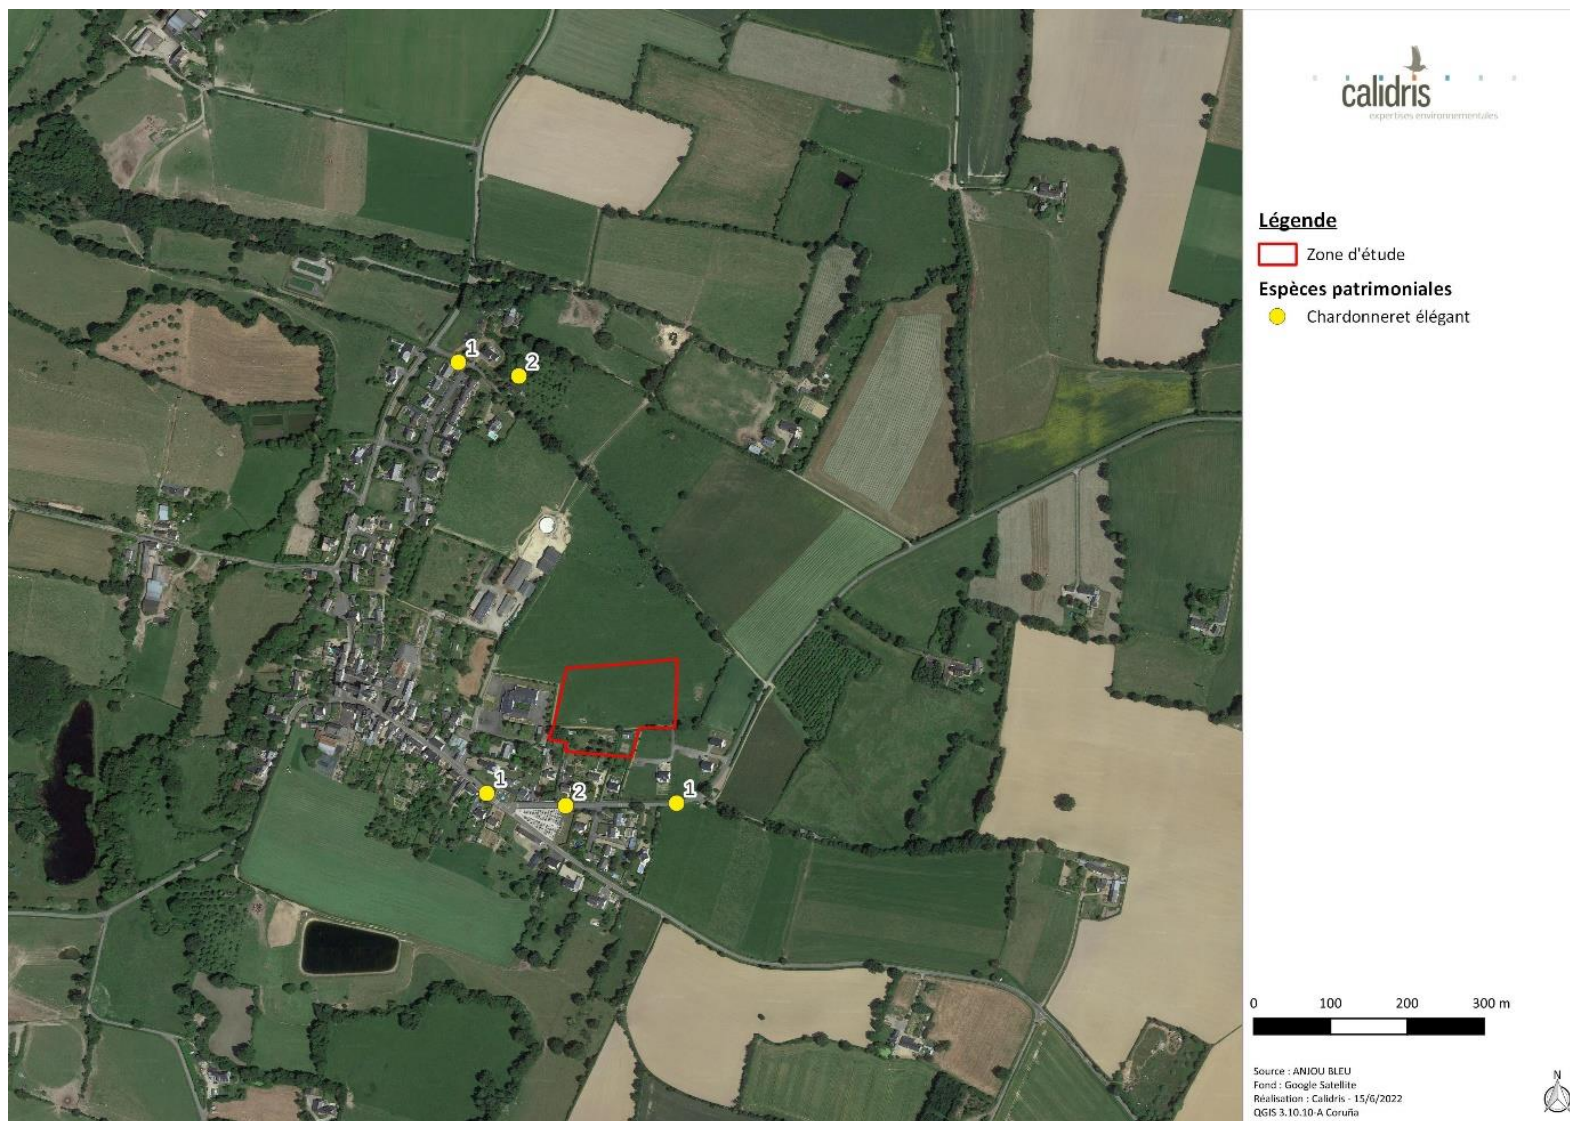 calidris
expertises environnementales
Légende
Zone d'étude
Espèces patrimoniales
Chardonneret élégant
1
2
1
2
1
0 100 200 300 m
Source : ANJOU BLEU
Fond : Google Satellite
Réalisation : Calidris - 15/6/2022
QGIS 3.10.10-A Coruña
N